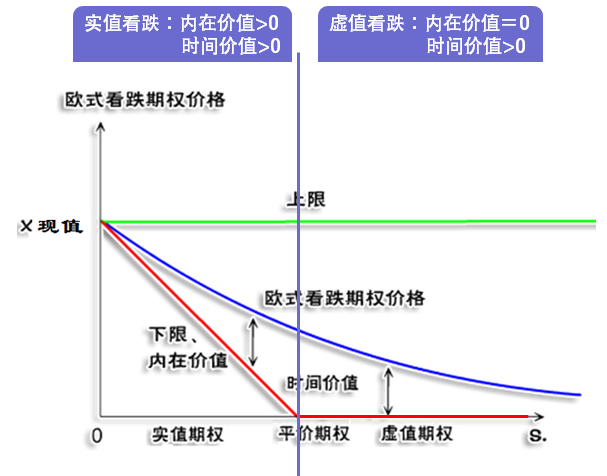 实值看跌：内在价值>0
时间价值>0
虚值看跌：内在价值＝0
时间价值>0
欧式看跌期权价格
上限
X现值
欧式看跌期权价格
下限、
内在价值
时间价值
0
实值期权
平价期权
虚值期权
S.